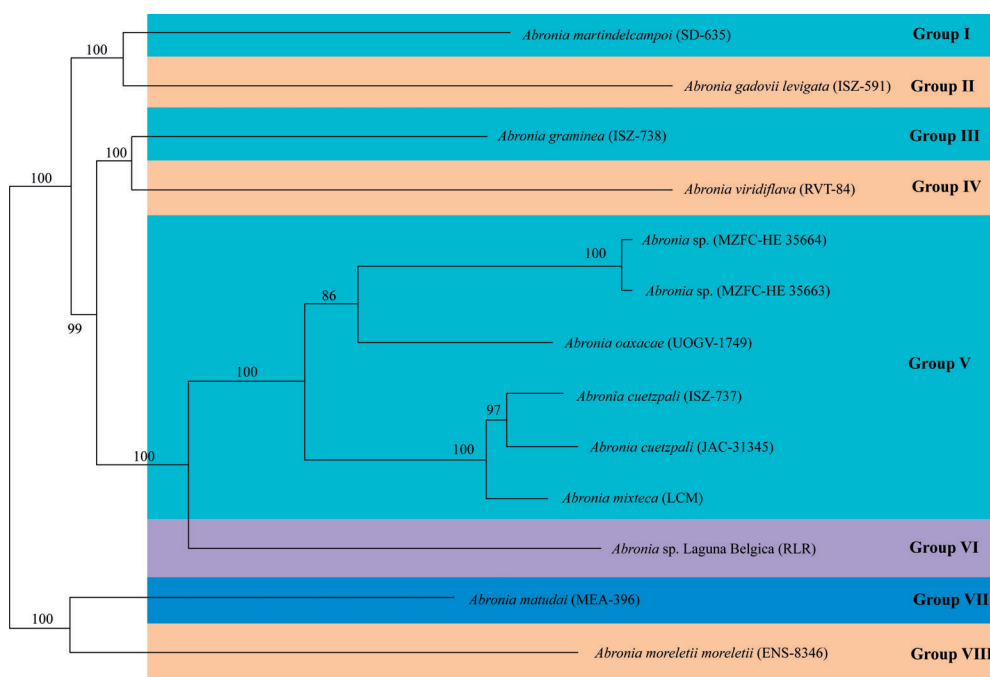 100
Abronia martindelcampoi (SD-635)
Group I
Abronia gadovii levigata (ISZ-591)
Group II
100
Abronia graminea (ISZ-738)
Group III
100
Abronia viridiflava (RVT-84)
Group IV
Abronia sp. (MZFC-HE 35664)
100
Abronia sp. (MZFC-HE 35663)
86
99
Abronia oaxacae (UOGV-1749)
Group V
100
Abronia cuetzpali (ISZ-737)
97
Abronia cuetzpali (JAC-31345)
100
100
Abronia mixteca (LCM)
Abronia sp. Laguna Belgica (RLR)
Group VI
Abronia matudai (MEA-396)
Group VII
100
Abronia moreletii moreletii (ENS-8346)
Group VIII